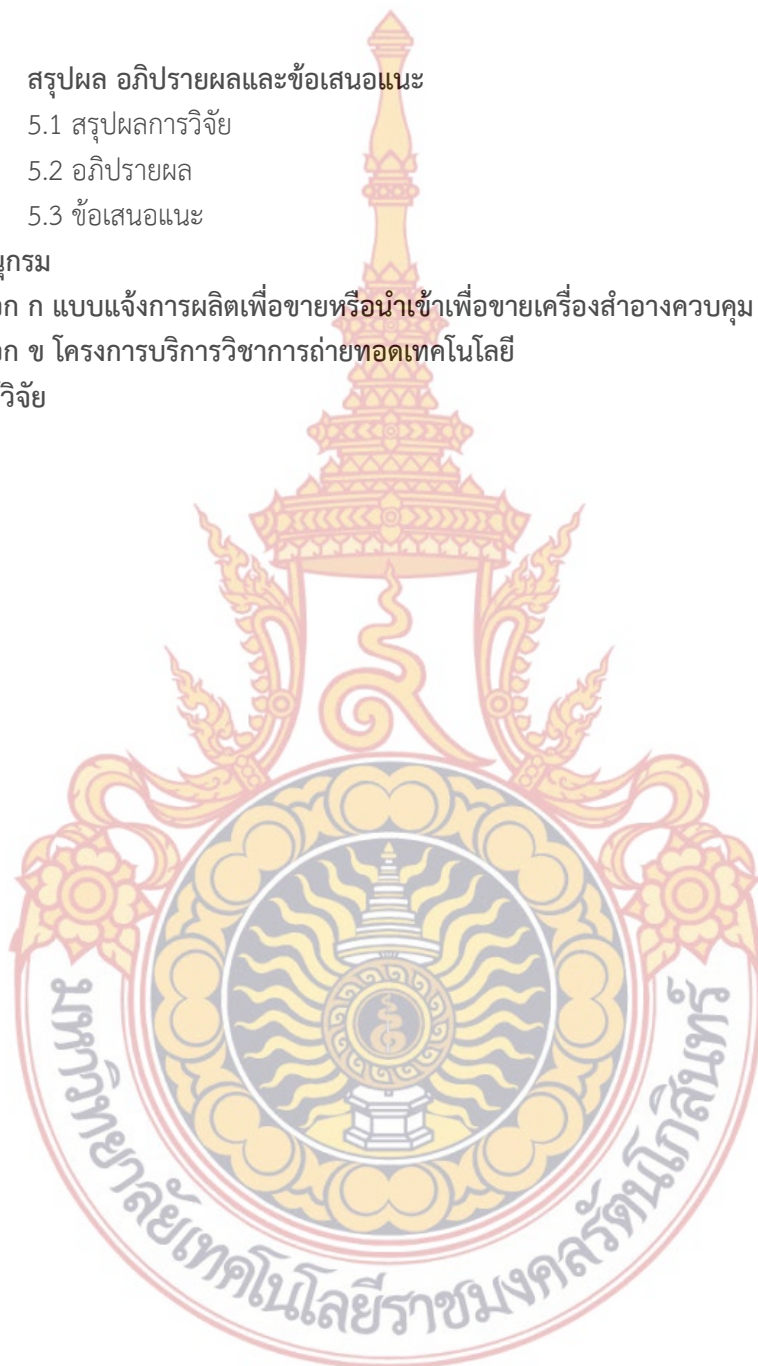 สรุปผล อภิปรายผลและข้อเสนอแนะ
5.1 สรุปผลการวิจัย
5.2 อภิปรายผล
5.3 ข้อเสนอแนะ
นุกรม
วก ก แบบแจ้งการผลิตเพื่อขายหรือนำเข้าเพื่อขายเครื่องสำอางควบคุม
วก ข โครงการบริการวิชาการถ่ายทอดเทคโนโลยี
วิจัย
มหาวิทยาลัยเทคโนโลยีราชมงคลรัตนโกสินทร์